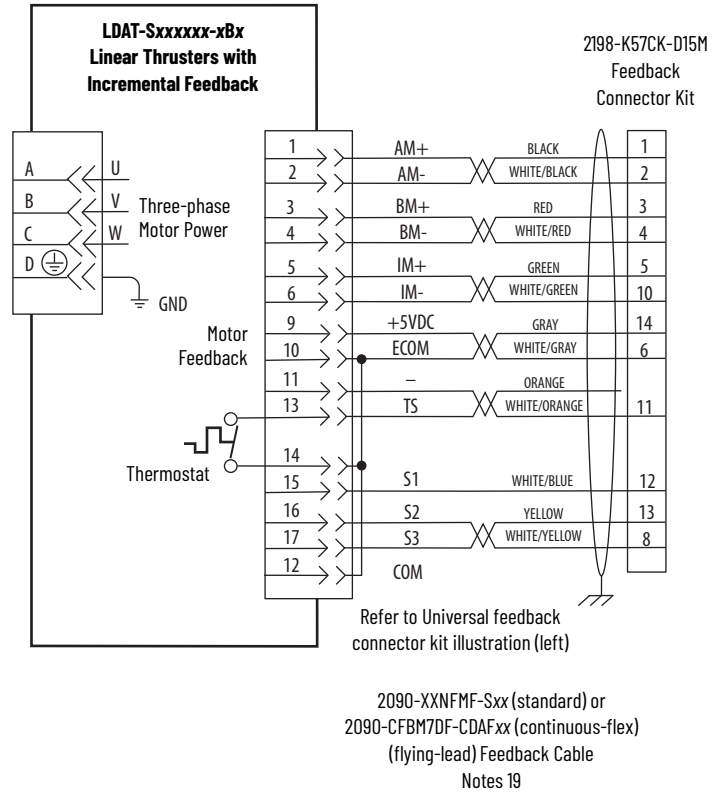 LDAT-Sxxxxxx-xBx
Linear Thrusters with
Incremental Feedback
2198-K57CK-D15M
Feedback
Connector Kit
A U
B V
C W
D
Three-phase
Motor Power
GND
Motor
Feedback
Thermostat
1 AM+ BLACK 1
2 AM- WHITE/BLACK 2
3 BM+ RED 3
4 BM- WHITE/RED 4
5 IM+ GREEN 5
6 IM- WHITE/GREEN 10
9 +5VDC GRAY 14
10 ECOM WHITE/GRAY 6
11 – ORANGE
13 TS WHITE/ORANGE 11
14
15 S1 WHITE/BLUE 12
16 S2 YELLOW 13
17 S3 WHITE/YELLOW 8
12 COM
Refer to Universal feedback
connector kit illustration (left)
2090-XXNFMF-Sxx (standard) or
2090-CFBM7DF-CDAFxx (continuous-flex)
(flying-lead) Feedback Cable
Notes 19